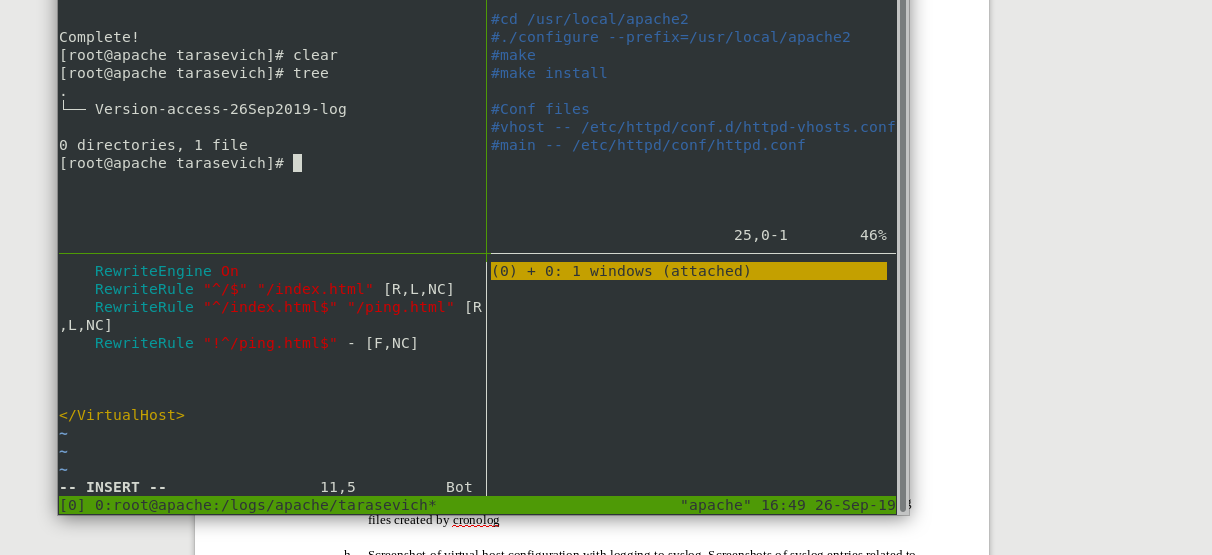 Complete!
[root@apache tarasevich]# clear
[root@apache tarasevich]# tree
.
└── Version-access-26Sep2019-log
0 directories, 1 file
[root@apache tarasevich]#
#cd /usr/local/apache2
#./configure --prefix=/usr/local/apache2
#make
#make install
#Conf files
#vhost -- /etc/httpd/conf.d/httpd-vhosts.conf
#main -- /etc/httpd/conf/httpd.conf
25,0-1 46%
RewriteEngine On
RewriteRule "^/$" "/index.html" [R,L,NC]
RewriteRule "^/index.html$" "/ping.html" [R
,L,NC]
RewriteRule "!^/ping.html$" - [F,NC]
</VirtualHost>
~
~
~
-- INSERT -- 11,5 Bot
(0) + 0: 1 windows (attached)
[0] 0:root@apache:/logs/apache/tarasevich* "apache" 16:49 26-Sep-19
files created by cronolog
Screenshot of virtual host configuration with logging to syslog. Screenshots of syslog entries related to